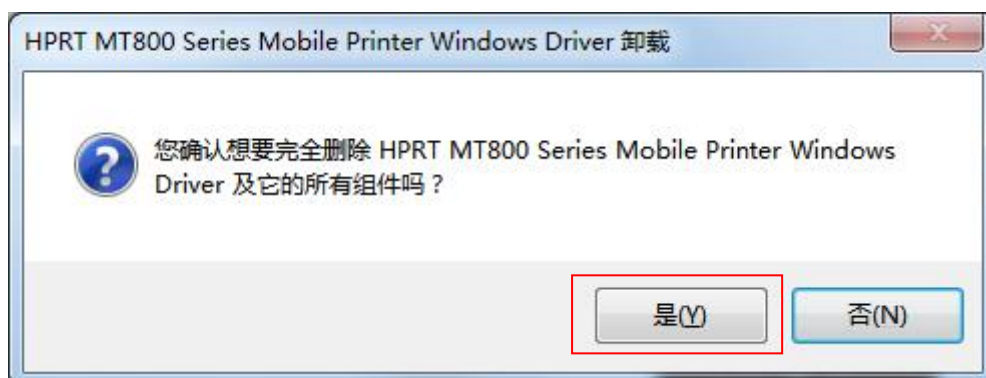 HPRT MT800 Series Mobile Printer Windows Driver 卸载
您确认想要完全删除 HPRT MT800 Series Mobile Printer Windows
Driver 及它的所有组件吗？
是(Y)
否(N)